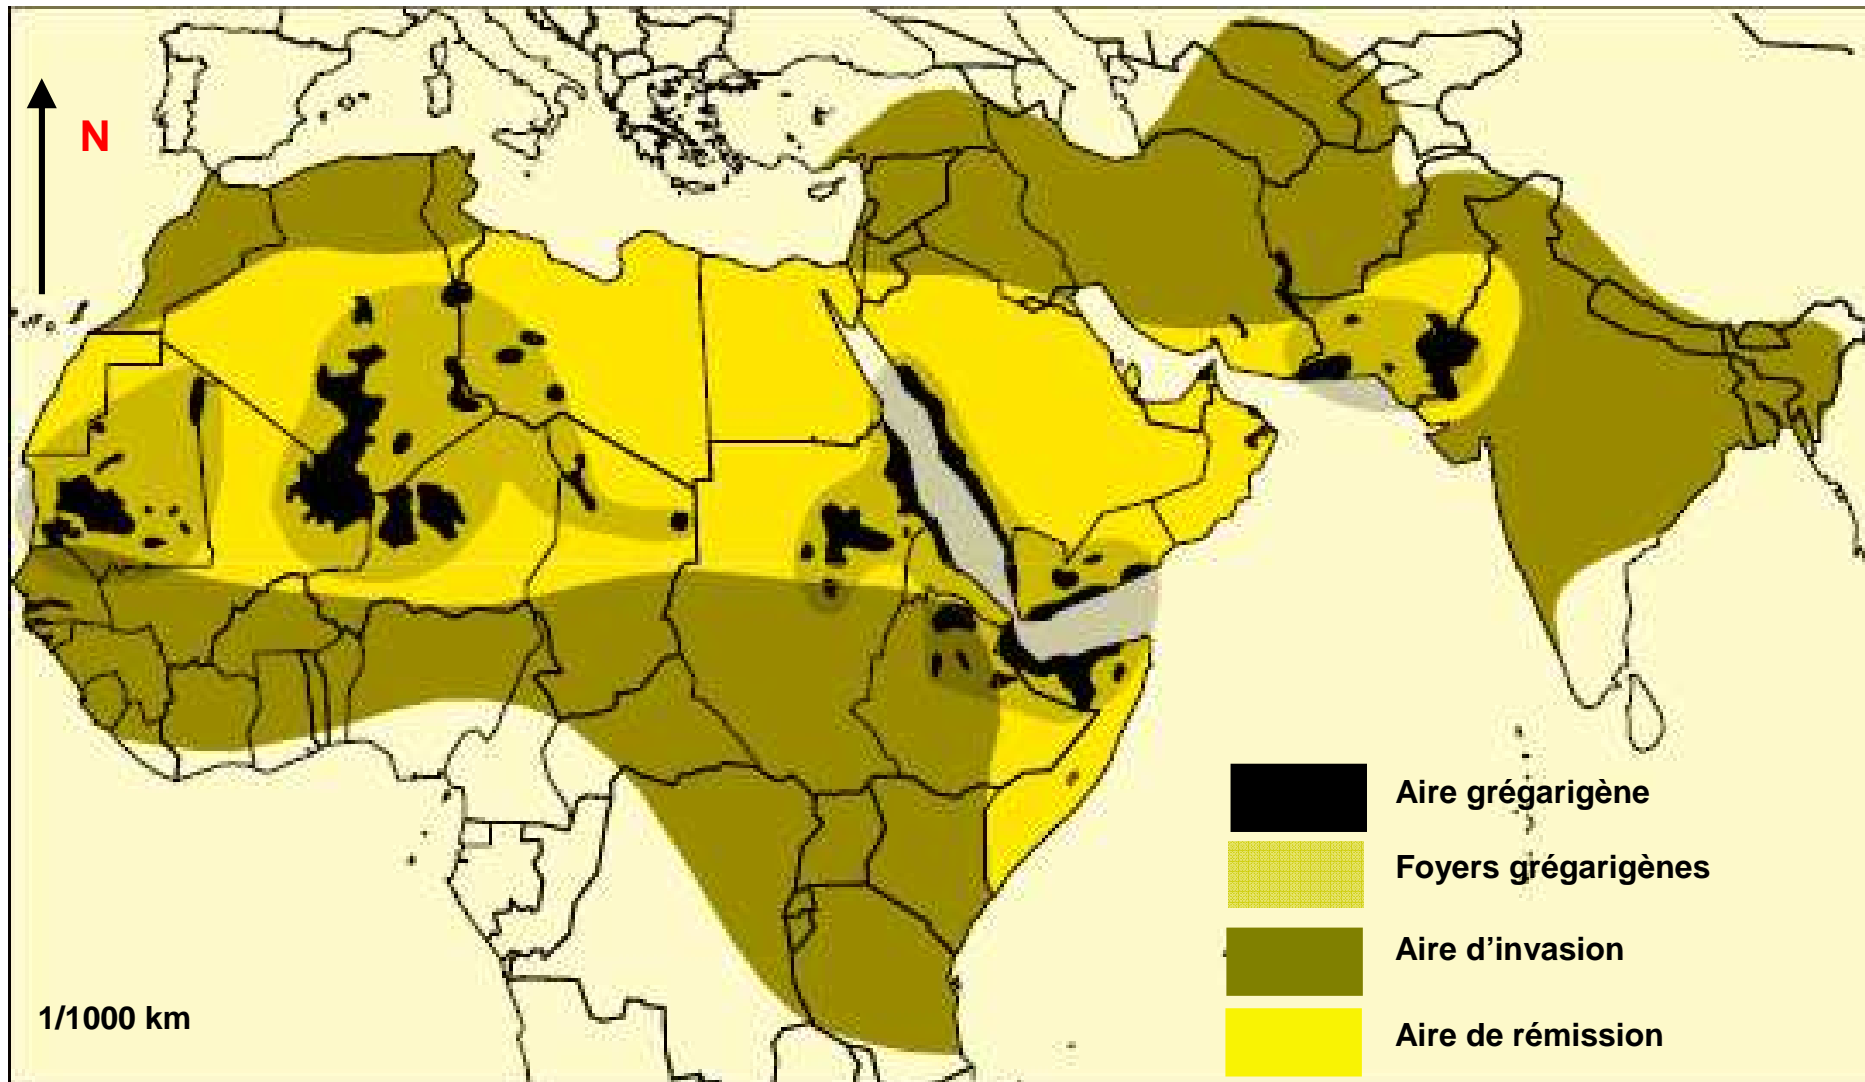 N
Aire grégarigène
Foyers grégarigènes
Aire d’invasion
1/1000 km
Aire de rémission